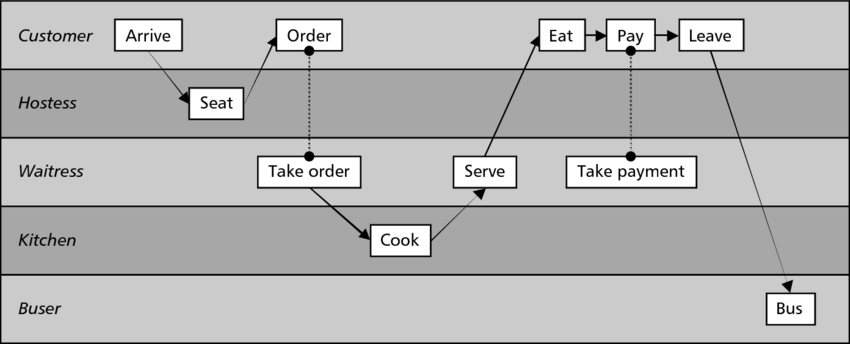 Customer
Arrive
Order
Eat
Pay
Leave
Hostess
Seat
Waitress
Take order
Serve
Take payment
Kitchen
Cook
Buser
Bus